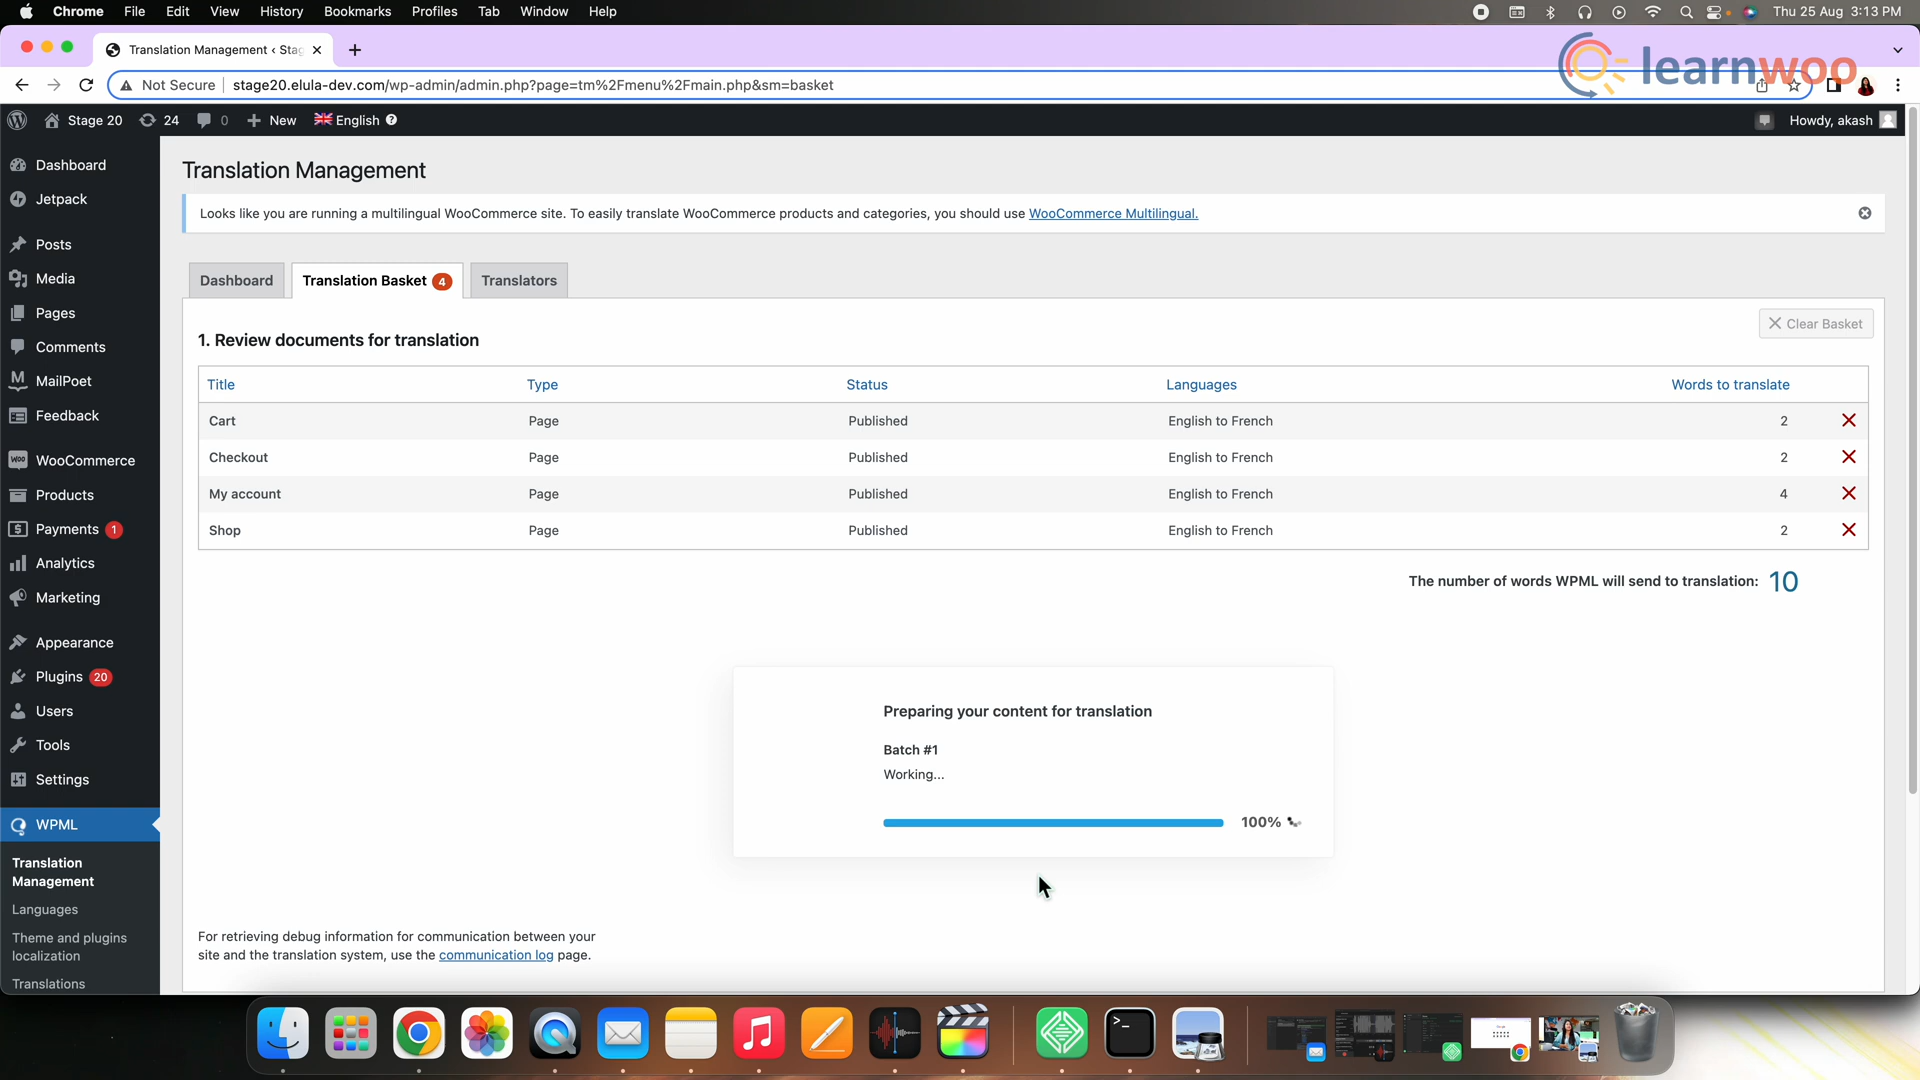 Chrome File Edit View History Bookmarks Profiles Tab Window Help
Thu 25 Aug 3:13 PM
Translation Management ‹ Stag
learnwoo
Not Secure stage20.elula-dev.com/wp-admin/admin.php?page=tm%2Fmenu%2Fmain.php&sm=basket
Stage 20 24 0 New English
Howdy, akash
Dashboard
Jetpack
Posts
Media
Pages
Comments
MailPoet
Feedback
WooCommerce
Products
Payments 1
Analytics
Marketing
Appearance
Plugins 20
Users
Tools
Settings
WPML
Translation
Management
Languages
Theme and plugins
localization
Translations
Translation Management
Looks like you are running a multilingual WooCommerce site. To easily translate WooCommerce products and categories, you should use WooCommerce Multilingual.
Dashboard Translation Basket 4 Translators
Clear Basket
1. Review documents for translation
Title Type Status Languages Words to translate
Cart Page Published English to French 2
Checkout Page Published English to French 2
My account Page Published English to French 4
Shop Page Published English to French 2
The number of words WPML will send to translation: 10
Preparing your content for translation
Batch #1
Working...
100%
For retrieving debug information for communication between your
site and the translation system, use the communication log page.